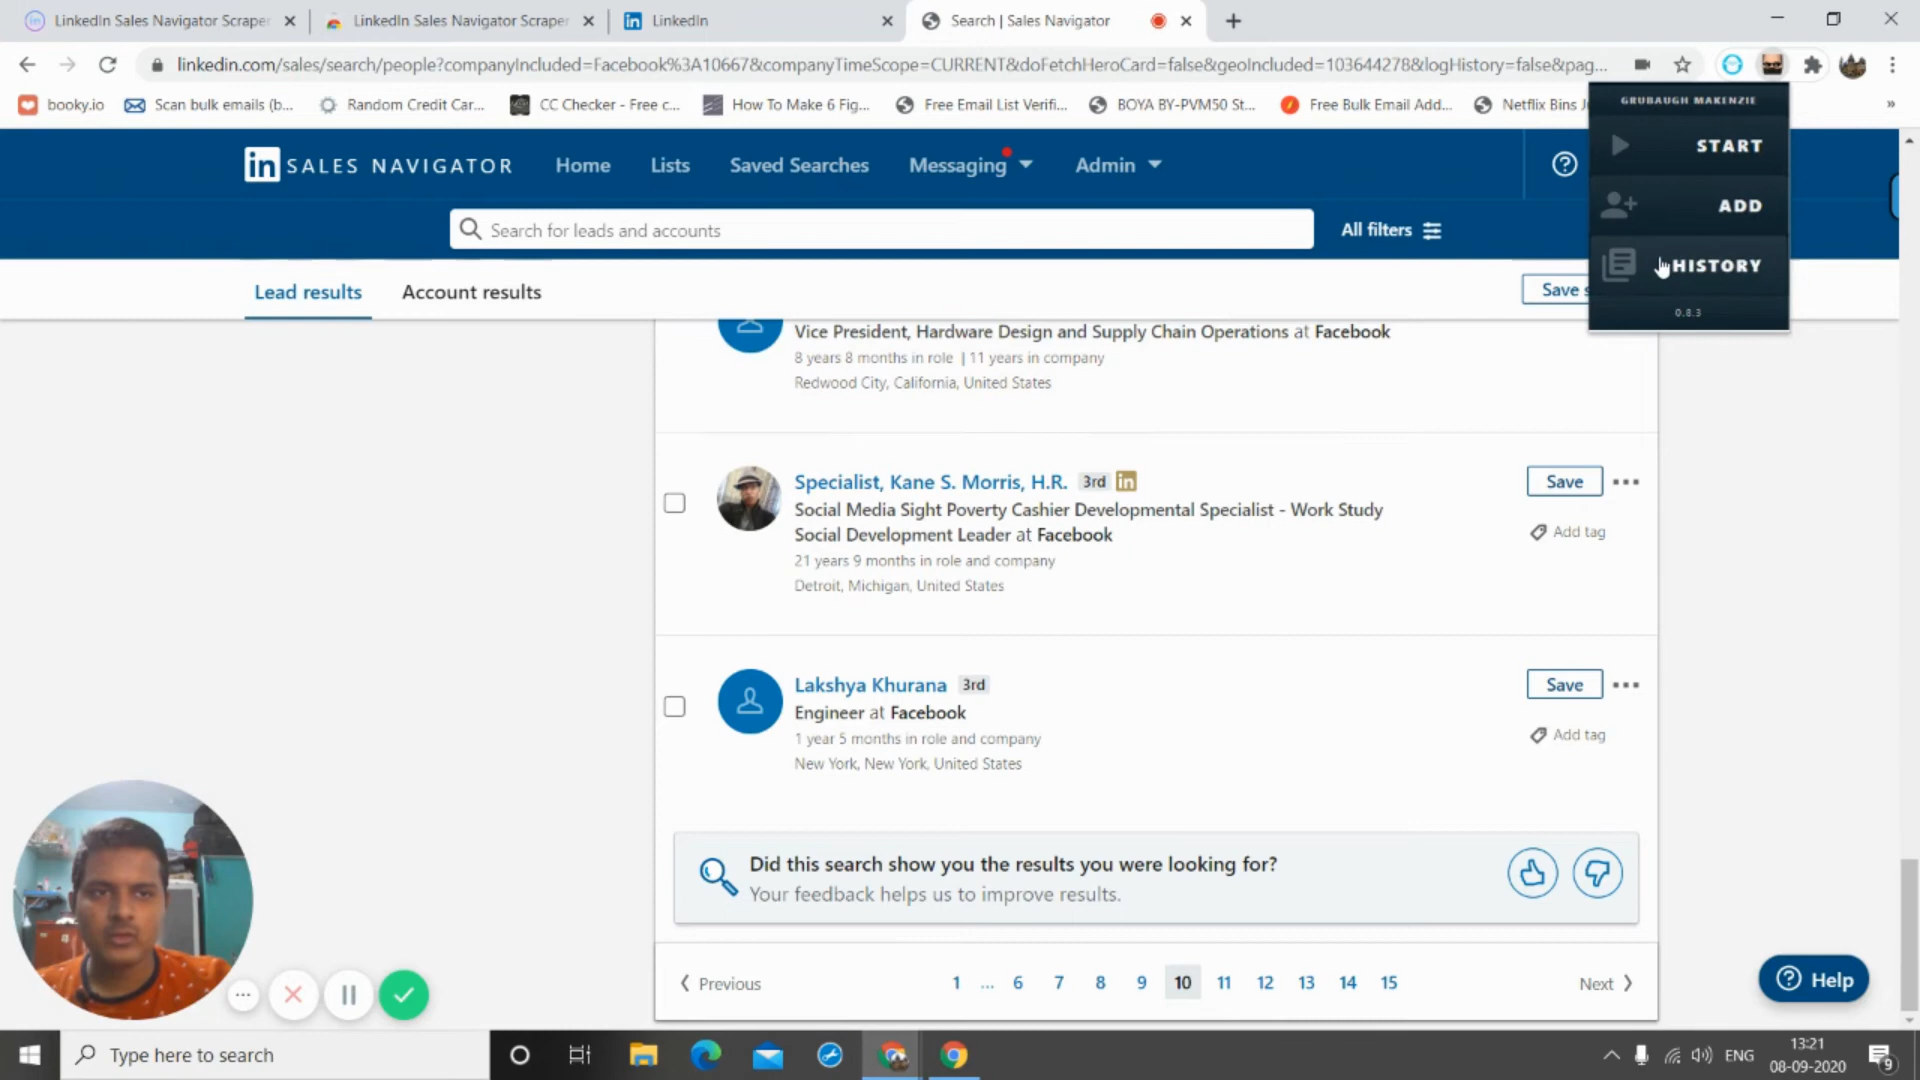 LinkedIn Sales Navigator Scraper
LinkedIn Sales Navigator Scraper
in LinkedIn
Search | Sales Navigator
linkedin.com/sales/search/people?companyIncluded=Facebook%3A10667&companyTimeScope=CURRENT&doFetchHeroCard=false&geoIncluded=103644278&logHistory=false&pag...
booky.io
Scan bulk emails (b...
Random Credit Car...
CC Checker - Free c...
How To Make 6 Fig...
Free Email List Verifi...
BOYA BY-PVM50 St...
Free Bulk Email Add...
Netflix Bins
»
GRUBAUGH MAKENZIE
START
ADD
HISTORY
0.8.3
in SALES NAVIGATOR
Home
Lists
Saved Searches
Messaging
Admin
Search for leads and accounts
All filters
Lead results
Account results
Save
Vice President, Hardware Design and Supply Chain Operations at Facebook
8 years 8 months in role | 11 years in company
Redwood City, California, United States
Specialist, Kane S. Morris, H.R. 3rd in
Social Media Sight Poverty Cashier Developmental Specialist - Work Study
Social Development Leader at Facebook
21 years 9 months in role and company
Detroit, Michigan, United States
Save
Add tag
Lakshya Khurana 3rd
Engineer at Facebook
1 year 5 months in role and company
New York, New York, United States
Save
Add tag
Did this search show you the results you were looking for?
Your feedback helps us to improve results.
Previous 1 ... 6 7 8 9 10 11 12 13 14 15 Next
Help
Type here to search
ENG
13:21
08-09-2020
9